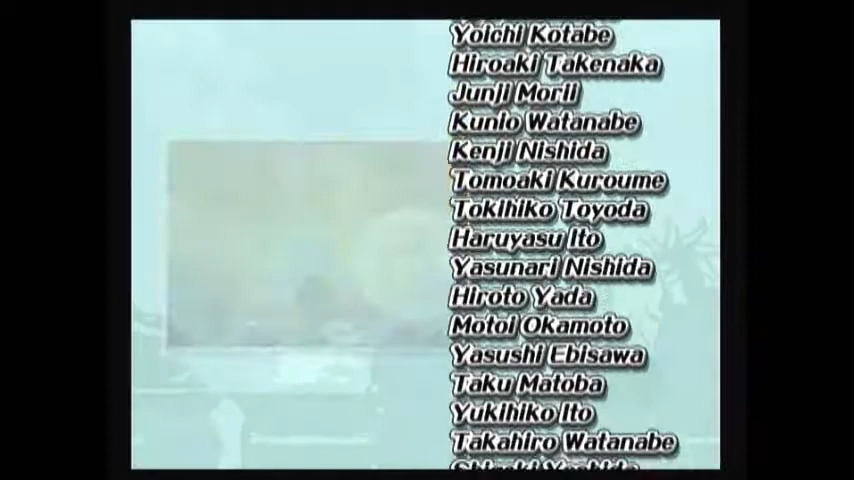 Yoichi Kotabe
Hiroaki Takenaka
Junji Morii
Kunio Watanabe
Kenji Nishida
Tomoaki Kuroume
Tokihiko Toyoda
Haruyasu Ito
Yasunari Nishida
Hiroto Yada
Motoi Okamoto
Yasushi Ebisawa
Taku Matoba
Yukihiko Ito
Takahiro Watanabe